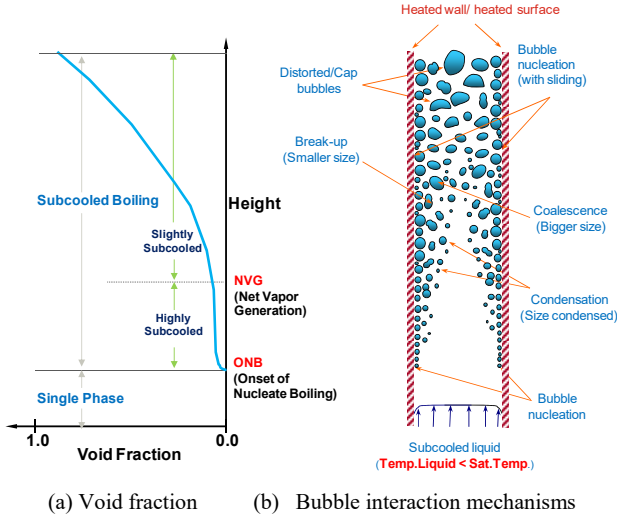 Heated wall/ heated surface
Bubble
nucleation
(with sliding)
Distorted/Cap
bubbles
Break-up
(Smaller size)
Subcooled Boiling
Height
Coalescence
(Bigger size)
Slightly
Subcooled
NVG
(Net Vapor
Generation)
Condensation
(Size condensed)
Highly
Subcooled
ONB
(Onset of
Nucleate Boiling)
Single Phase
Bubble
nucleation
1.0
0.0
Void Fraction
Subcooled liquid
(Temp.Liquid < Sat.Temp.)
(a) Void fraction
(b) Bubble interaction mechanisms